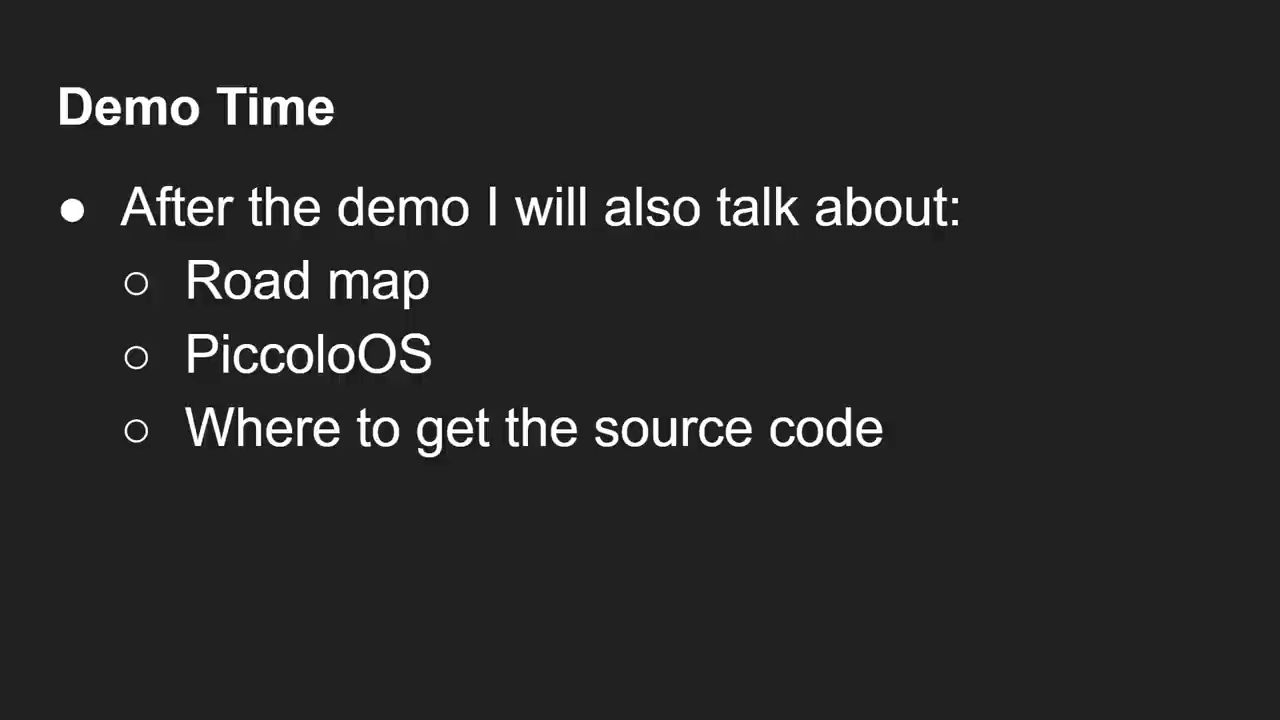 Demo Time
● After the demo I will also talk about:
○ Road map
○ PiccoloOS
○ Where to get the source code